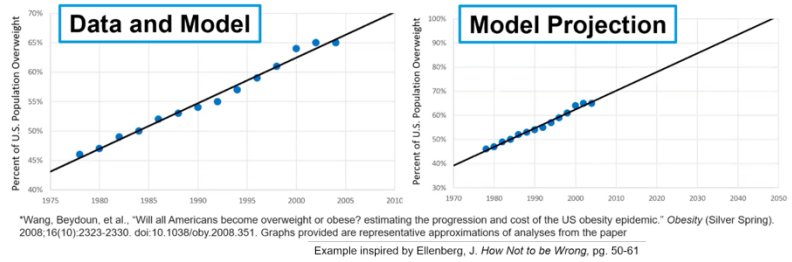 Data and Model
Percent of U.S. Population Overweight
70%
65%
60%
55%
50%
45%
40%
1975 1980 1985 1990 1995 2000 2005 2010
Model Projection
Percent of U.S. Population Overweight
100%
90%
80%
70%
60%
50%
40%
30%
1970 1980 1990 2000 2010 2020 2030 2040 2050
*Wang, Beydoun, et al., “Will all Americans become overweight or obese? estimating the progression and cost of the US obesity epidemic.” Obesity (Silver Spring).
2008;16(10):2323-2330. doi:10.1038/oby.2008.351. Graphs provided are representative approximations of analyses from the paper
Example inspired by Ellenberg, J. How Not to be Wrong, pg. 50-61